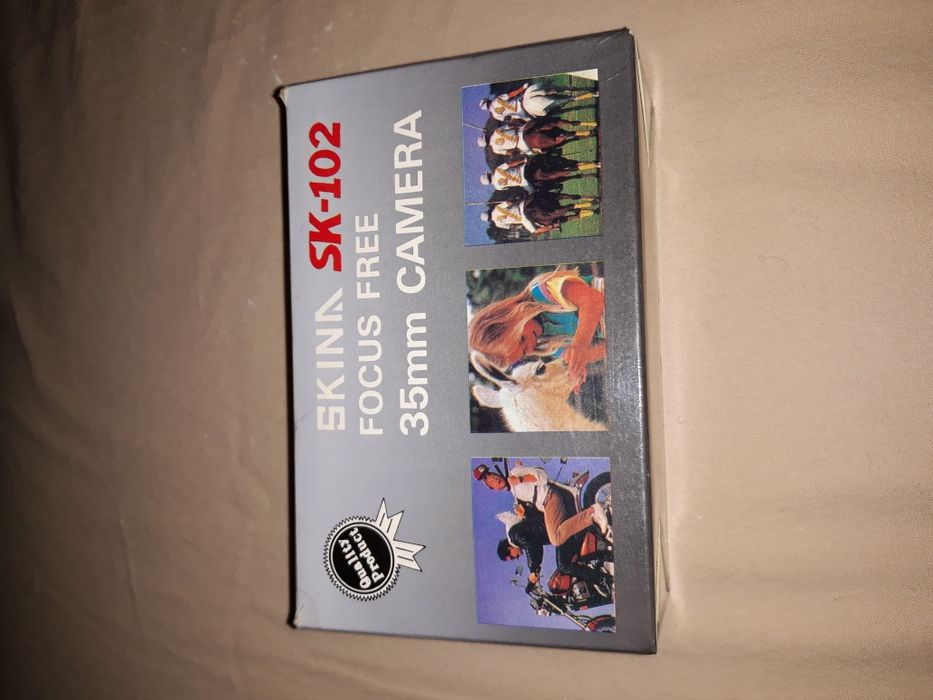 SKINA SK-102
FOCUS FREE
35mm CAMERA
Quality
Product